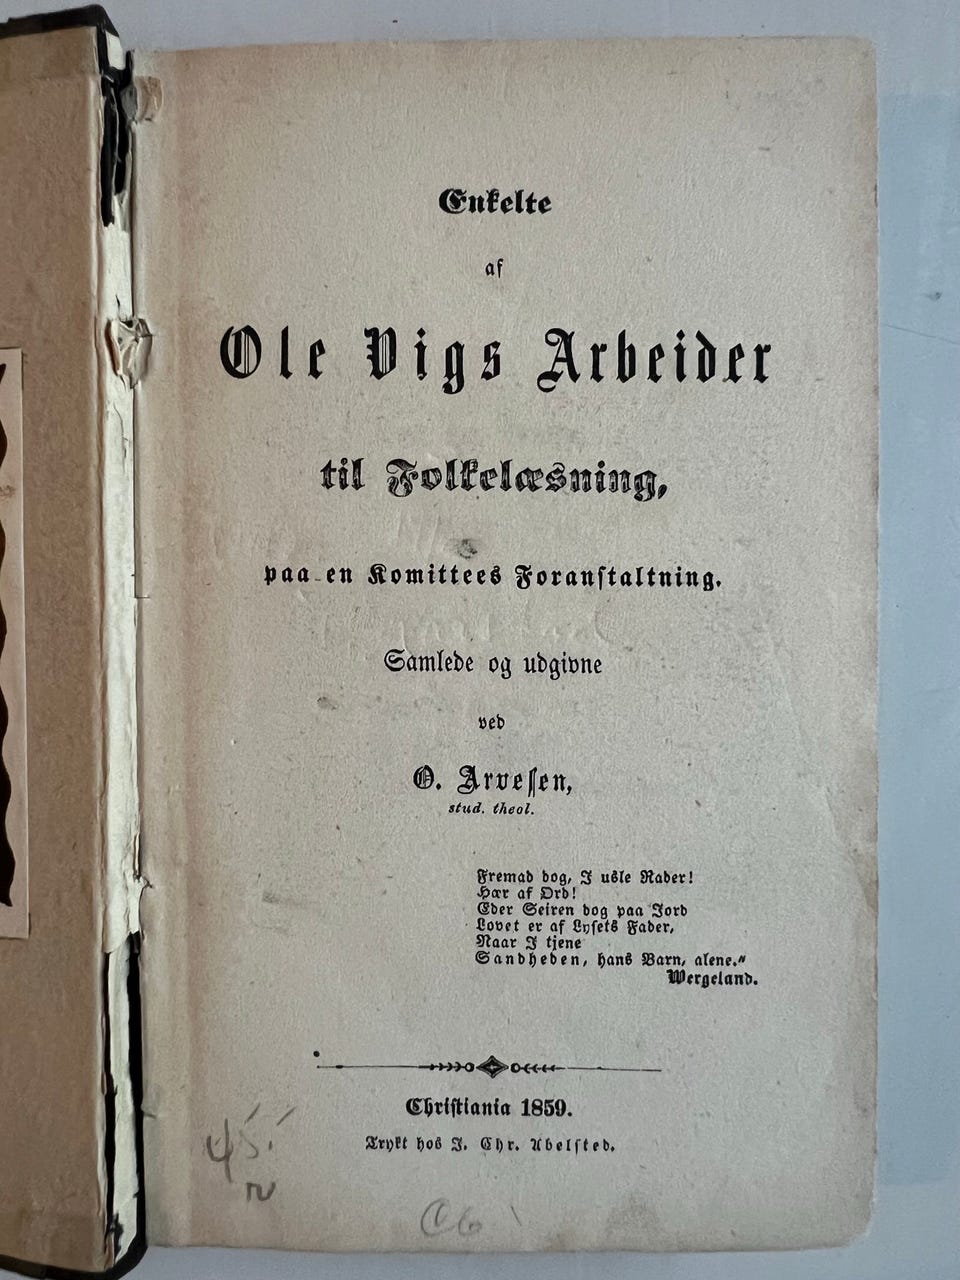 Enkelte
af
Ole Vigs Arbeider
til Folkelæsning,
paa en Komittees Foranstaltning.
Samlede og udgivne
ved
O. Arvesen,
stud. theol.
Fremad dog, I usle Rader!
Hær af Ord!
Eder Seiren dog paa Jord
Lovet er af Lysets Fader,
Naar I tjene
Sandheden, hans Barn, alene."
Wergeland.
Christiania 1859.
Trykt hos J. Chr. Abelsted.